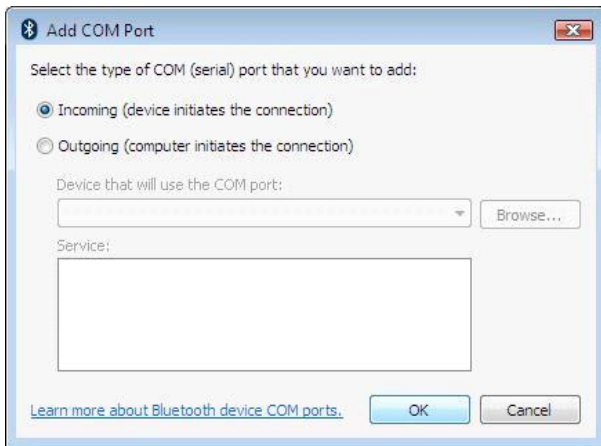 Add COM Port
Select the type of COM (serial) port that you want to add:
Incoming (device initiates the connection)
Outgoing (computer initiates the connection)
Device that will use the COM port:
Browse...
Service:
Learn more about Bluetooth device COM ports.
OK
Cancel